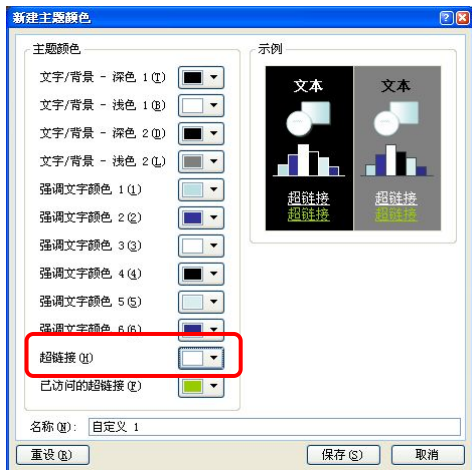 新建主题颜色
主题颜色
文字/背景 - 深色 1(T)
文字/背景 - 浅色 1(B)
文字/背景 - 深色 2(D)
文字/背景 - 浅色 2(L)
强调文字颜色 1(1)
强调文字颜色 2(2)
强调文字颜色 3(3)
强调文字颜色 4(4)
强调文字颜色 5(5)
强调文字颜色 6(6)
超链接(H)
已访问的超链接(F)
示例
文本 文本
超链接 超链接
超链接 超链接
名称(N): 自定义 1
重设(R) 保存(S) 取消